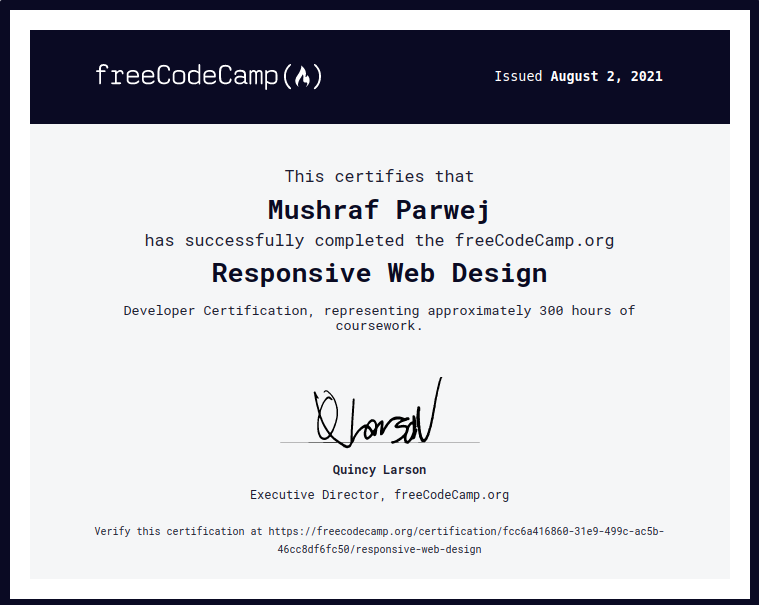 freeCodeCamp(🔥)
Issued August 2, 2021
This certifies that
Mushraf Parwej
has successfully completed the freeCodeCamp.org
Responsive Web Design
Developer Certification, representing approximately 300 hours of
coursework.
Quincy Larson
Executive Director, freeCodeCamp.org
Verify this certification at https://freecodecamp.org/certification/fcc6a416860-31e9-499c-ac5b-
46cc8df6fc50/responsive-web-design